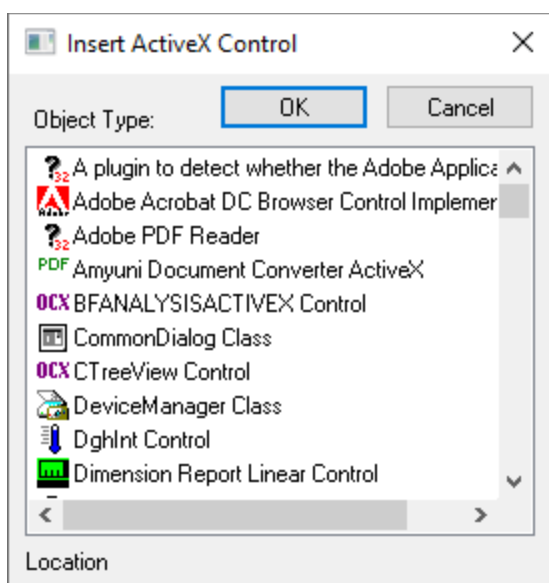 Insert ActiveX Control
OK
Cancel
Object Type:
A plugin to detect whether the Adobe Applica
Adobe Acrobat DC Browser Control Implemer
Adobe PDF Reader
PDF Amyuni Document Converter ActiveX
OCX BFANALYSISACTIVEX Control
CommonDialog Class
OCX CTreeView Control
DeviceManager Class
DghInt Control
Dimension Report Linear Control
Location